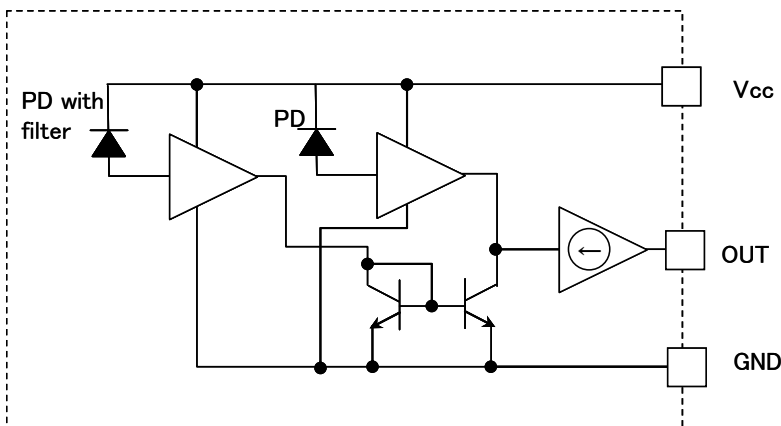 PD with
filter
PD
Vcc
OUT
GND